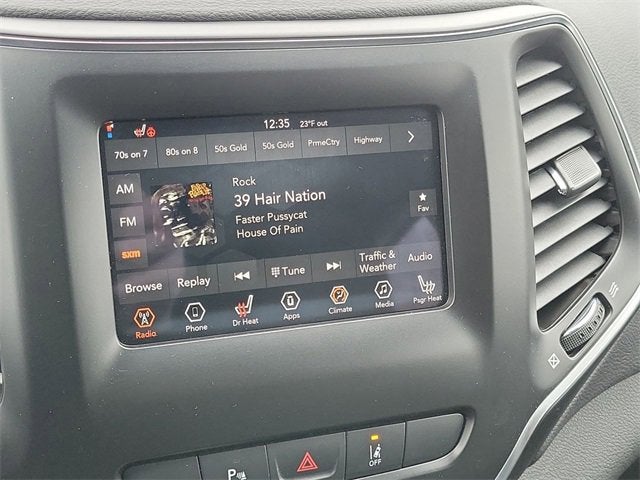 12:35 23°F out
70s on 7 80s on 8 50s Gold 50s Gold PrmeCtry Highway
AM
FM
sxm
Rock
39 Hair Nation
Faster Pussycat
House Of Pain
Fav
Browse Replay Tune Traffic & Weather Audio
Radio Phone Dr Heat Apps Climate Media Psgr Heat
P
OFF